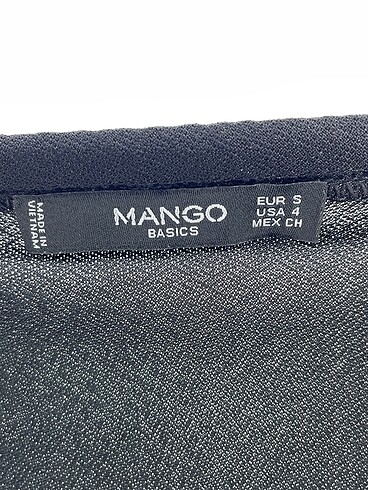 MADE IN
VIETNAM
MANGO
BASICS
EUR S
USA 4
MEX CH